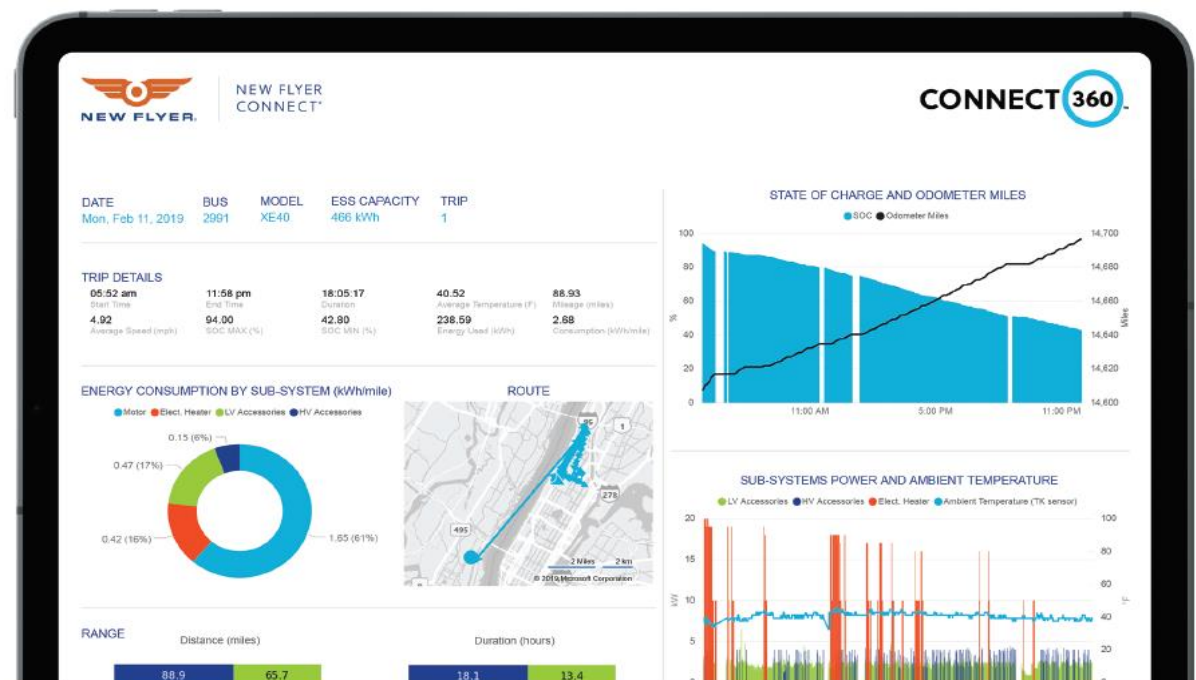 NEW FLYER
NEW FLYER
CONNECT
CONNECT 360
DATE BUS MODEL ESS CAPACITY TRIP
Mon, Feb 11, 2019 2991 XE40 466 kWh 1
TRIP DETAILS
05:52 am 11:58 pm 18:05:17 40.52 88.93
Start Time End Time Duration Average Temperature (F) Mileage (miles)
4.92 94.00 42.80 238.59 2.68
Average Speed (mph) SOC MAX (%) SOC MIN (%) Energy Used (kWh) Consumption (kWh/mile)
ENERGY CONSUMPTION BY SUB-SYSTEM (kWh/mile)
Motor Elect. Heater LV Accessories HV Accessories
0.15 (6%)
0.47 (17%)
0.42 (16%)
1.65 (61%)
ROUTE
95
1
278
495
2 Miles 2 km
© 2019 Microsoft Corporation
RANGE
Distance (miles)
88.9 65.7
Duration (hours)
18.1 13.4
STATE OF CHARGE AND ODOMETER MILES
SOC Odometer Miles
100 14,700
80 14,680
60 14,660
% Miles
40 14,640
20 14,620
0 14,600
11:00 AM 5:00 PM 11:00 PM
SUB-SYSTEMS POWER AND AMBIENT TEMPERATURE
LV Accessories HV Accessories Elect. Heater Ambient Temperature (TK sensor)
20 100
15 80
60
kW 10 °F
40
5
20